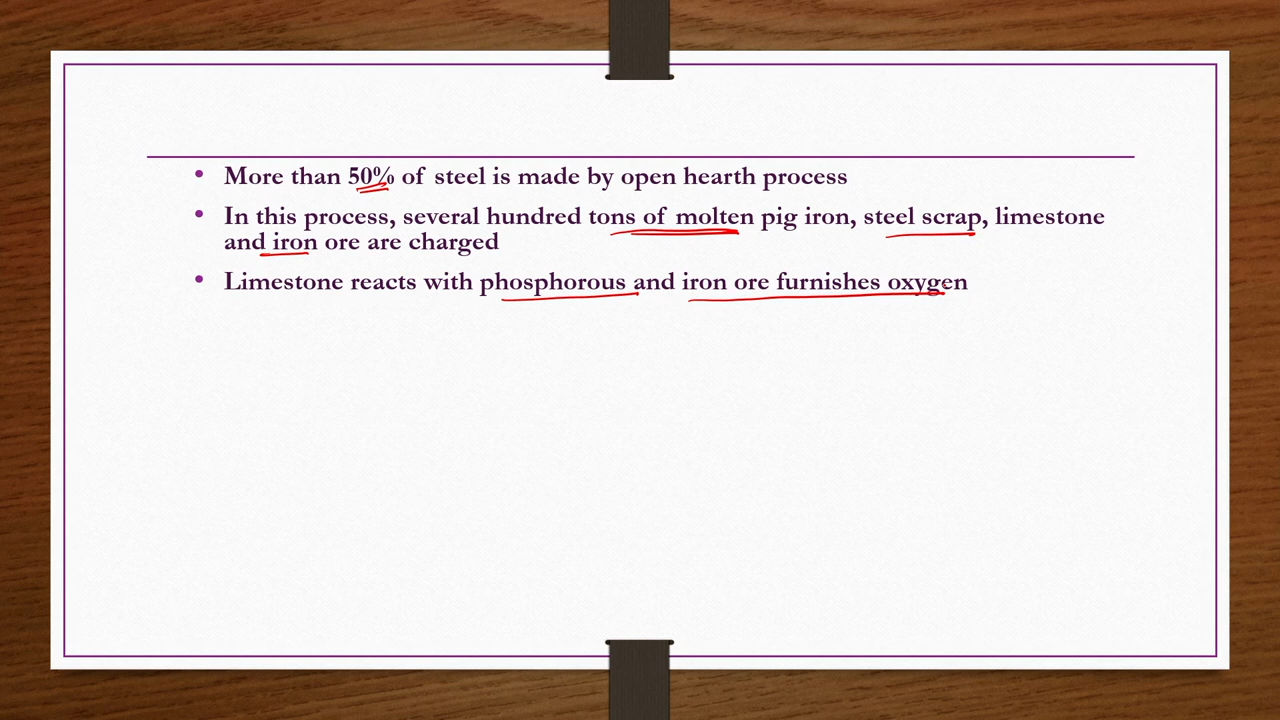 • More than 50% of steel is made by open hearth process
• In this process, several hundred tons of molten pig iron, steel scrap, limestone
and iron ore are charged
• Limestone reacts with phosphorous and iron ore furnishes oxygen